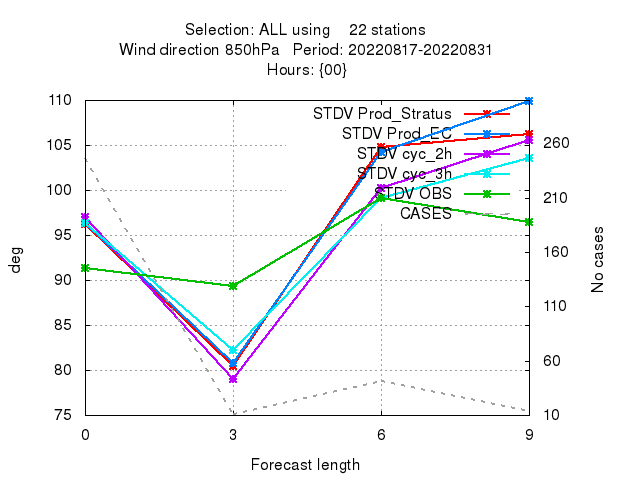 Selection: ALL using 22 stations
Wind direction 850hPa Period: 20220817-20220831
Hours: {00}
110
105
100
95
90
85
80
75
deg
STDV Prod_Stratus
STDV Prod_EC
STDV cyc_2h
STDV cyc_3h
STDV OBS
CASES
260
210
160
110
60
10
No cases
0 3 6 9
Forecast length